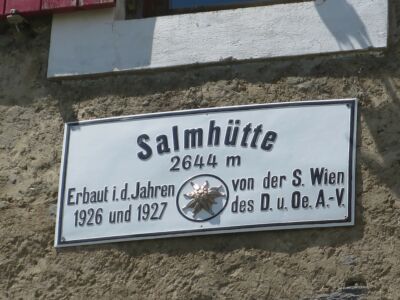 Salmhütte
2644 m
Erbaut i. d. Jahren von der S. Wien
1926 und 1927 des D. u. Oe. A.-V.